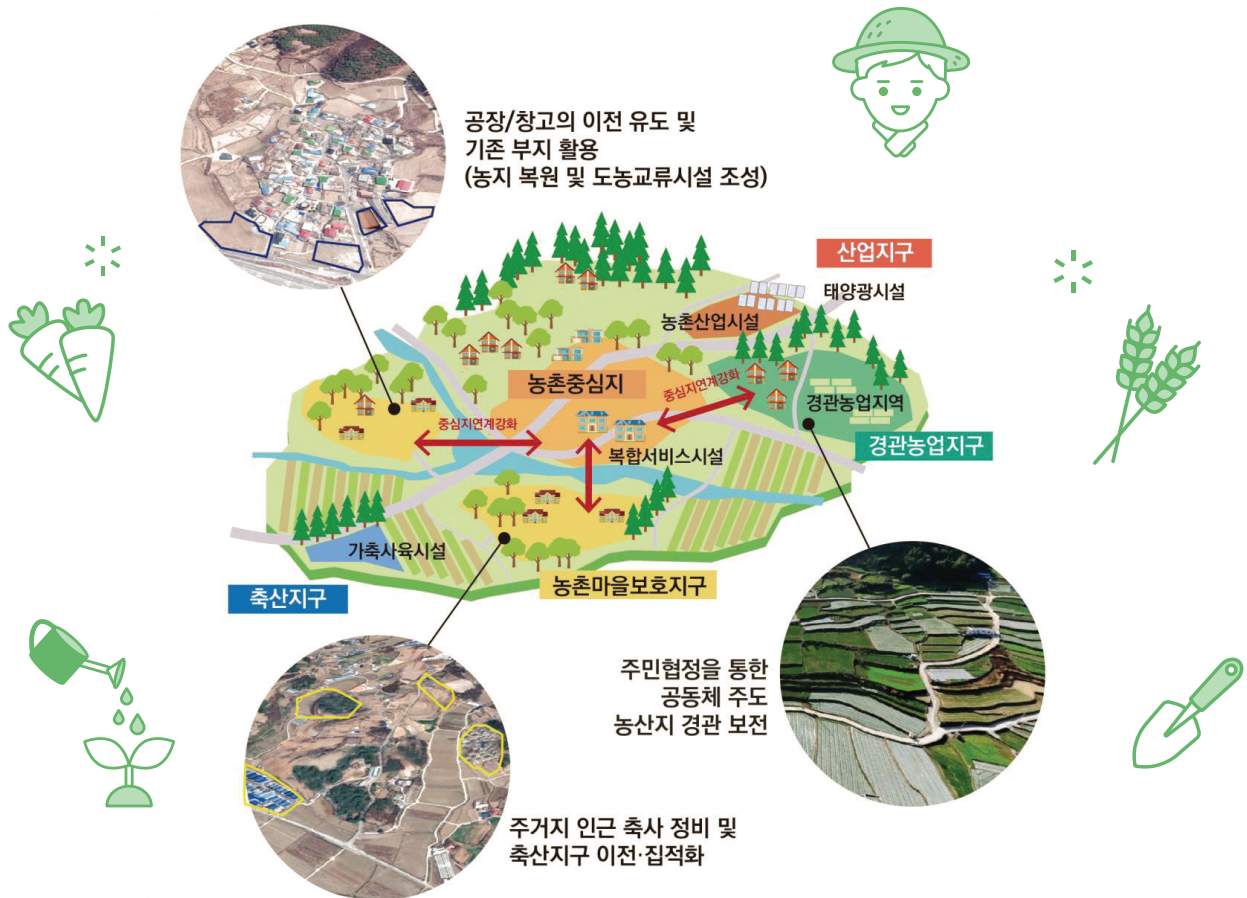 공장/창고의 이전 유도 및
기존 부지 활용
(농지 복원 및 도농교류시설 조성)
산업지구
태양광시설
농촌산업시설
농촌중심지
중심지연계강화
경관농업지역
중심지연계강화
경관농업지구
복합서비스시설
가축사육시설
축산지구
농촌마을보호지구
주민협정을 통한
공동체 주도
농산지 경관 보전
주거지 인근 축사 정비 및
축산지구 이전·집적화